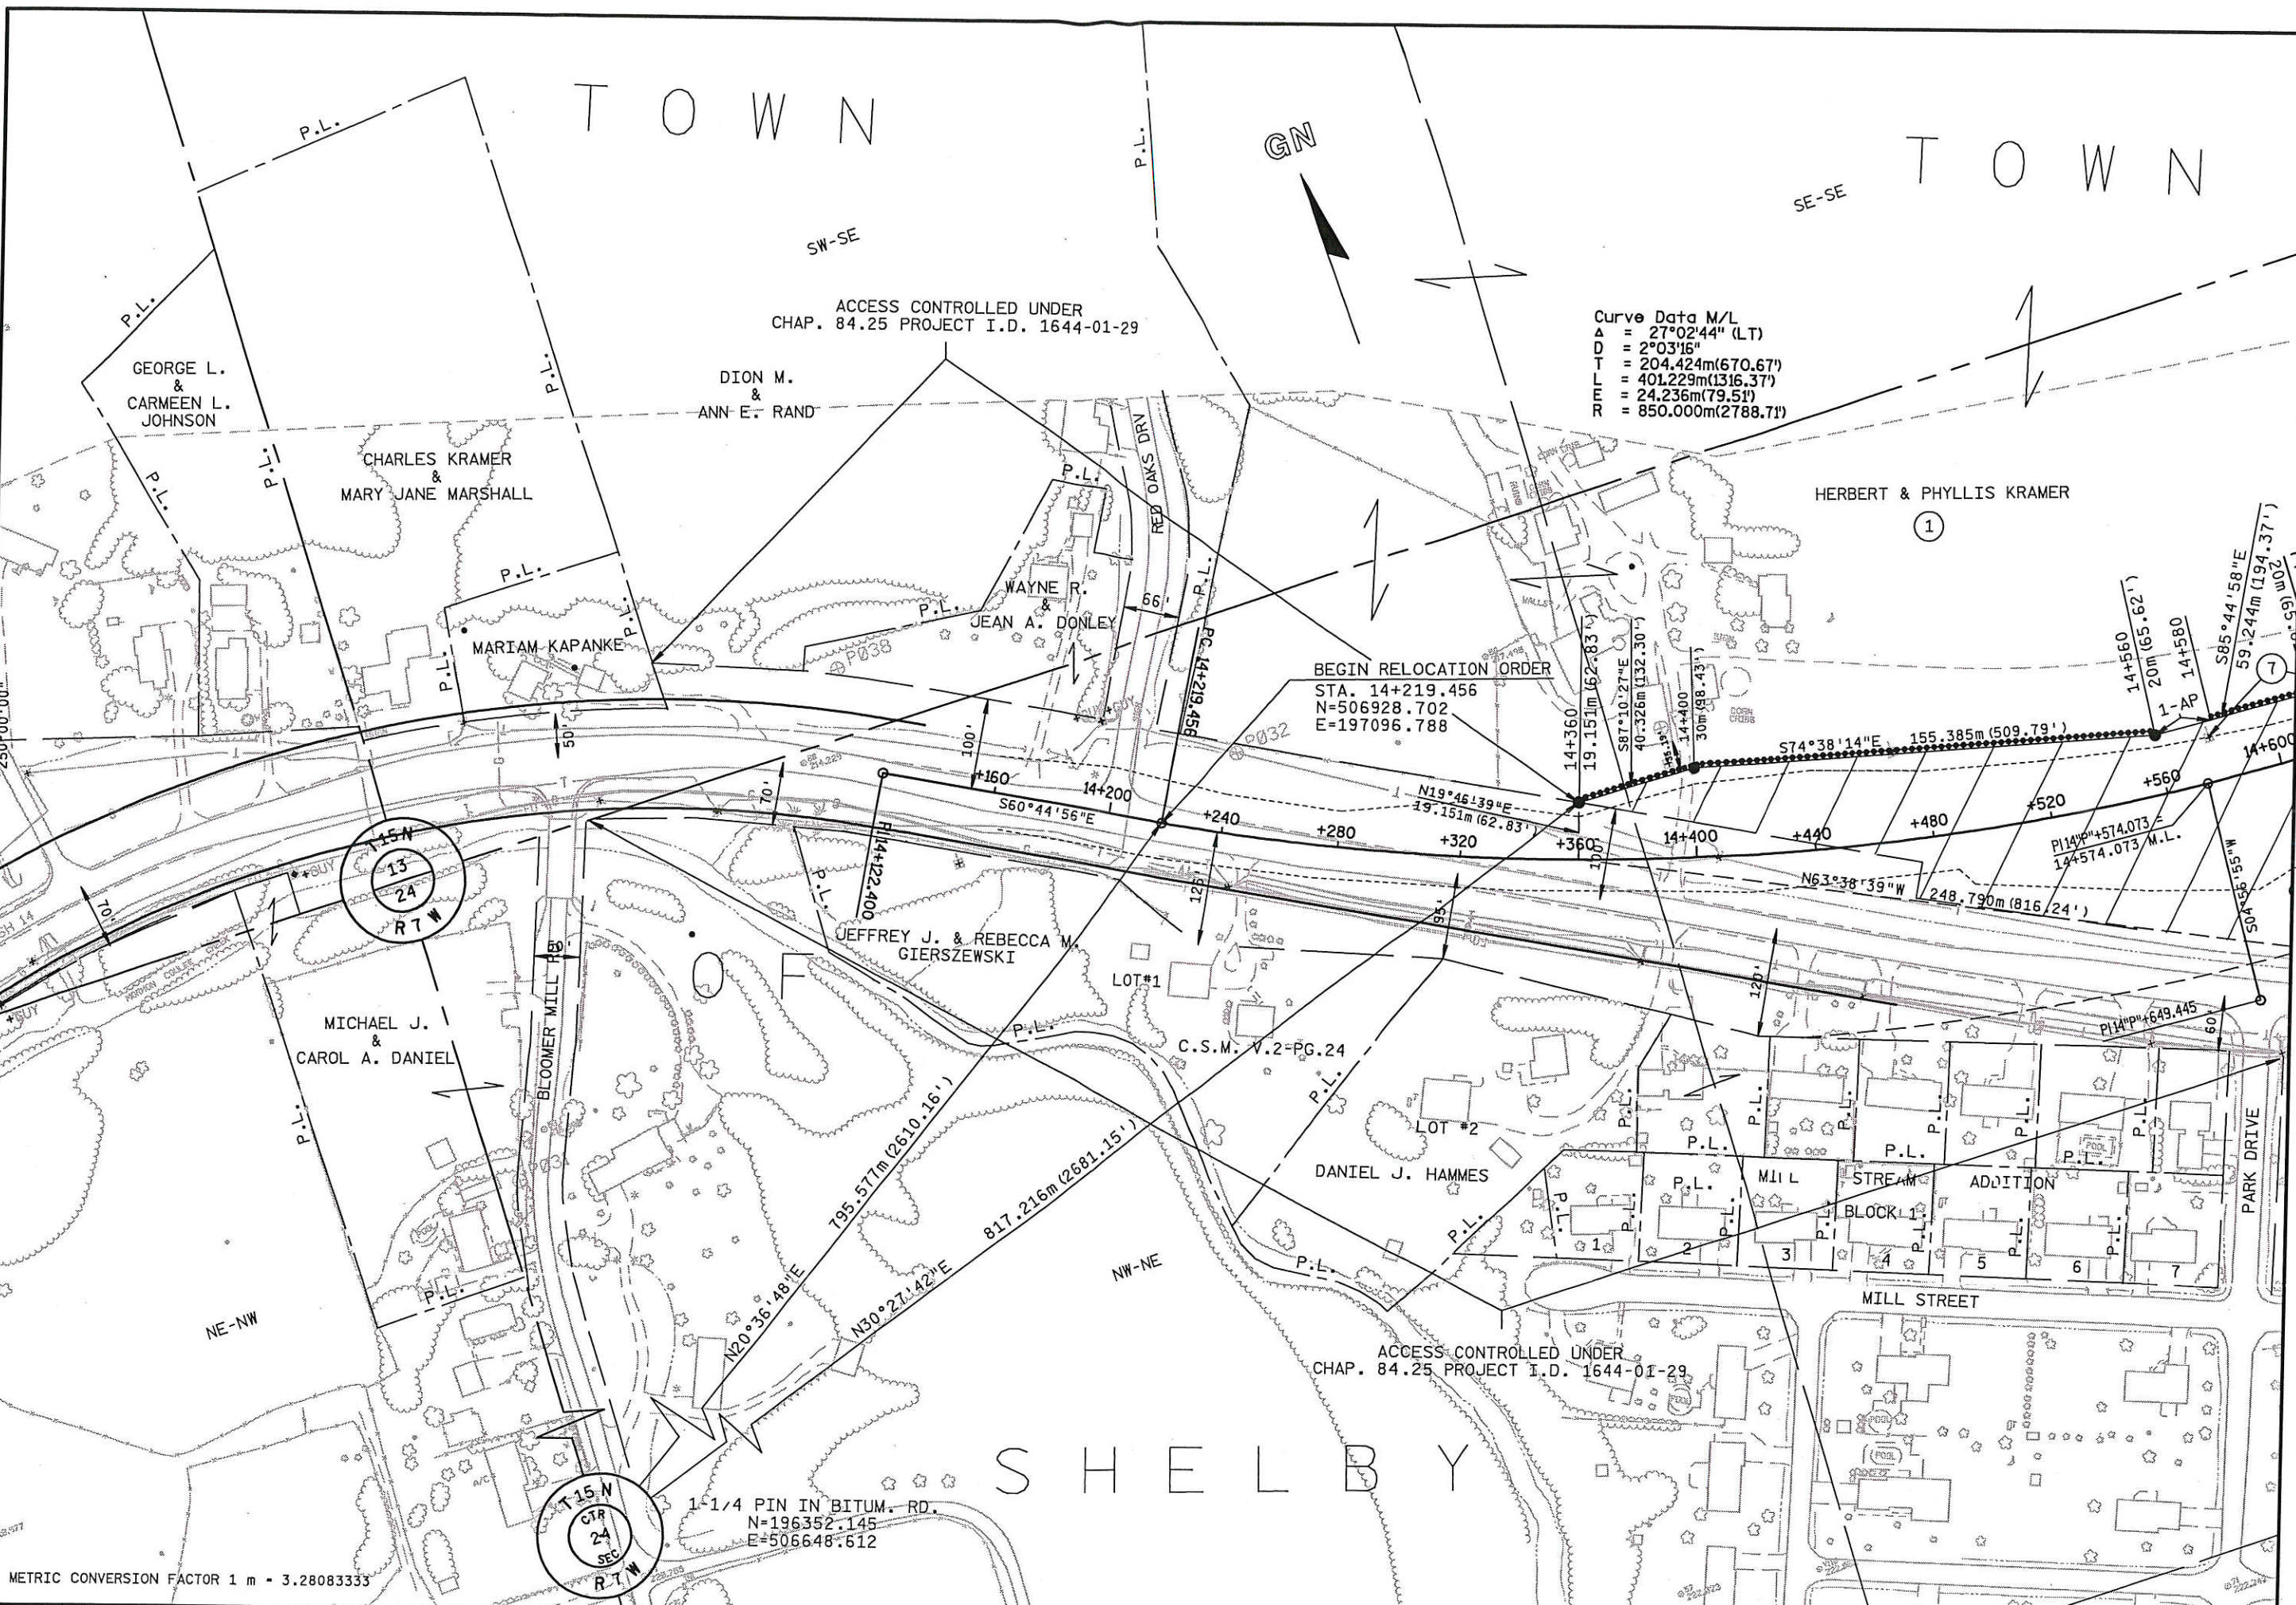 TOWN
TOWN
GN
P.L.
P.L.
SE-SE
SW-SE
P.L.
ACCESS CONTROLLED UNDER
CHAP. 84.25 PROJECT I.D. 1644-01-29
Curve Data M/L
Δ = 27°02'44" (LT)
D = 2°03'16"
T = 204.424m(670.67')
L = 401.229m(1316.37')
E = 24.236m(79.51')
R = 850.000m(2788.71')
GEORGE L.
&
CARMEEN L.
JOHNSON
P.L.
DION M.
&
ANN E. RAND
CHARLES KRAMER
&
MARY JANE MARSHALL
P.L.
P.L.
P.L.
RED OAKS DRV
HERBERT & PHYLLIS KRAMER
1
P.L.
P.L.
P.L.
P.L.
P.L.
P.L.
WAYNE R.
&
JEAN A. DONLEY
66'
MARIAM KAPANKE
P038
PC 14+219.456
BEGIN RELOCATION ORDER
STA. 14+219.456
N=506928.702
E=197096.788
P032
14+360
19.151m (62.83')
S87°10'27"E
40.326m (132.30')
14+400
30m (98.43')
CORN CRIBS
14+560
20m (65.62')
14+580
S85°44'58"E
59.244m (194.37')
7
1-AP
S74°38'14"E 155.385m (509.79')
50'
100'
70'
+160
14+200
S60°44'56"E
+240
+280
+320
+360
14+400
+440
+480
+520
+560
14+600
N19°46'39"E
19.151m (62.83')
100'
PI 14"P"+574.073 =
14+574.073 M.L.
S04°56'55"W
N63°38'39"W 248.790m (816.24')
PI 14+122.400
T 15 N
13
24
R 7 W
+GUY
70'
+GUY
P.L.
126'
95'
120'
60'
PI 14"P"+649.445
JEFFREY J. & REBECCA M.
GIERSZEWSKI
LOT #1
OF
BLOOMER MILL RD
MICHAEL J.
&
CAROL A. DANIEL
P.L.
C.S.M. V.2-PG.24
P.L.
P.L.
P.L.
P.L.
P.L.
P.L.
P.L.
P.L.
LOT #2
DANIEL J. HAMMES
P.L.
P.L.
P.L.
P.L.
MILL STREAM ADDITION
BLOCK 1
POOL
PARK DRIVE
P.L.
P.L.
P.L.
P.L.
P.L.
P.L.
P.L.
P.L.
1
2
3
4
5
6
7
795.577m (2610.16')
N20°36'48"E
817.216m (2681.15')
N30°27'42"E
P031
POOL
P.L.
P.L.
NW-NE
NE-NW
MILL STREET
ACCESS CONTROLLED UNDER
CHAP. 84.25 PROJECT I.D. 1644-01-29
POOL
POOL
POOL
SHELBY
T 15 N
CTR
24
SEC
R 7 W
1-1/4 PIN IN BITUM. RD.
N=196352.145
E=506648.612
METRIC CONVERSION FACTOR 1 m - 3.28083333